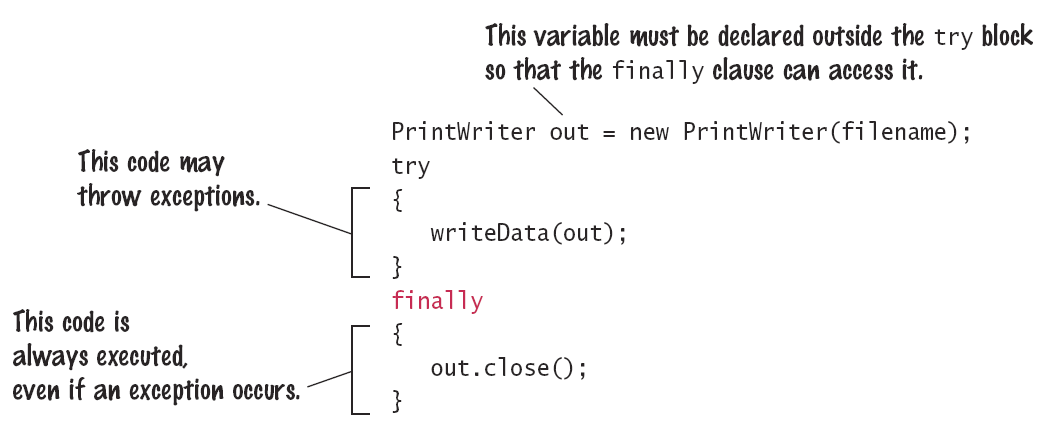 This variable must be declared outside the try block
so that the finally clause can access it.
PrintWriter out = new PrintWriter(filename);
This code may
throw exceptions.
try
{
writeData(out);
}
finally
This code is
always executed,
even if an exception occurs.
{
out.close();
}